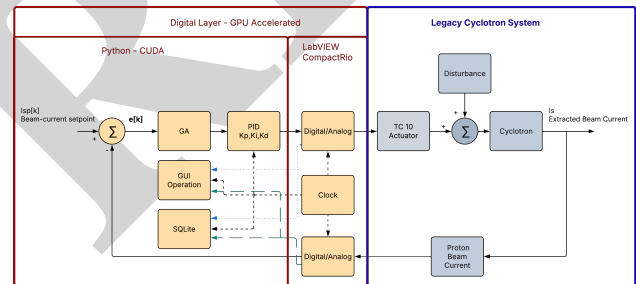 Digital Layer - GPU Accelerated
Legacy Cyclotron System
Python - CUDA
LabVIEW
CompactRio
Disturbance
Isp[k]
Beam-current setpoint
e[k]
+
-
Σ
GA
PID
Kp,Ki,Kd
Digital/Analog
TC 10
Actuator
+
+
Σ
Cyclotron
Is
Extracted Beam Current
GUI
Operation
Clock
SQLite
Digital/Analog
Proton
Beam
Current